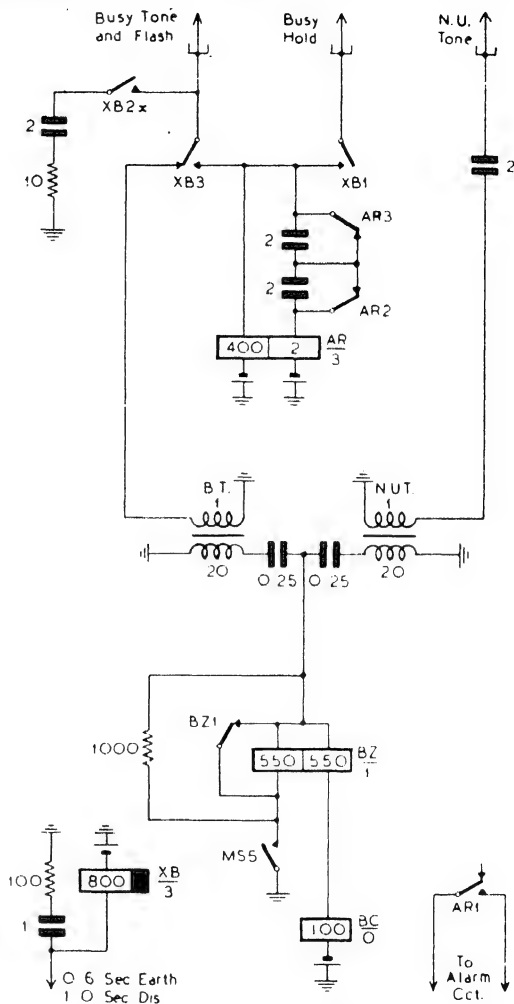 Busy Tone
and Flash
Busy
Hold
N.U.
Tone
XB2x
2
10
XB3
XB1
2
AR3
2
2
AR2
400
2
AR
3
B.T.
1
N.U.T.
1
20
0.25
0.25
20
BZ1
1000
550
550
BZ
1
MS5
100
800
XB
3
1
100
BC
0
AR1
0.6 Sec Earth
1.0 Sec Dis
To
Alarm
Cct.